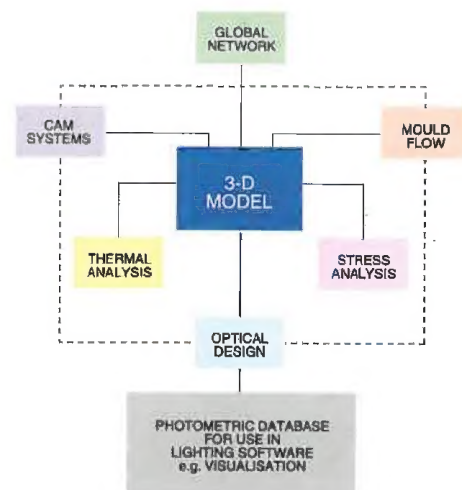 GLOBAL
NETWORK
CAM
SYSTEMS
MOULD
FLOW
3-D
MODEL
THERMAL
ANALYSIS
STRESS
ANALYSIS
OPTICAL
DESIGN
PHOTOMETRIC DATABASE
FOR USE IN
LIGHTING SOFTWARE
e.g. VISUALISATION